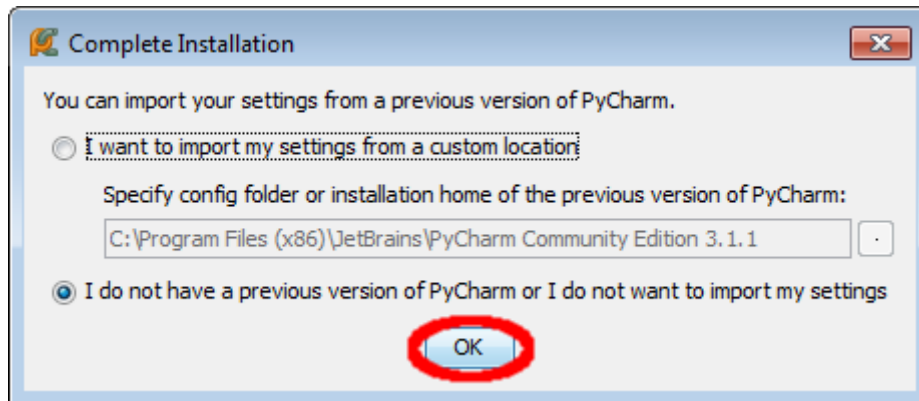 Complete Installation
You can import your settings from a previous version of PyCharm.
I want to import my settings from a custom location
Specify config folder or installation home of the previous version of PyCharm:
C:\Program Files (x86)\JetBrains\PyCharm Community Edition 3.1.1
.
I do not have a previous version of PyCharm or I do not want to import my settings
OK